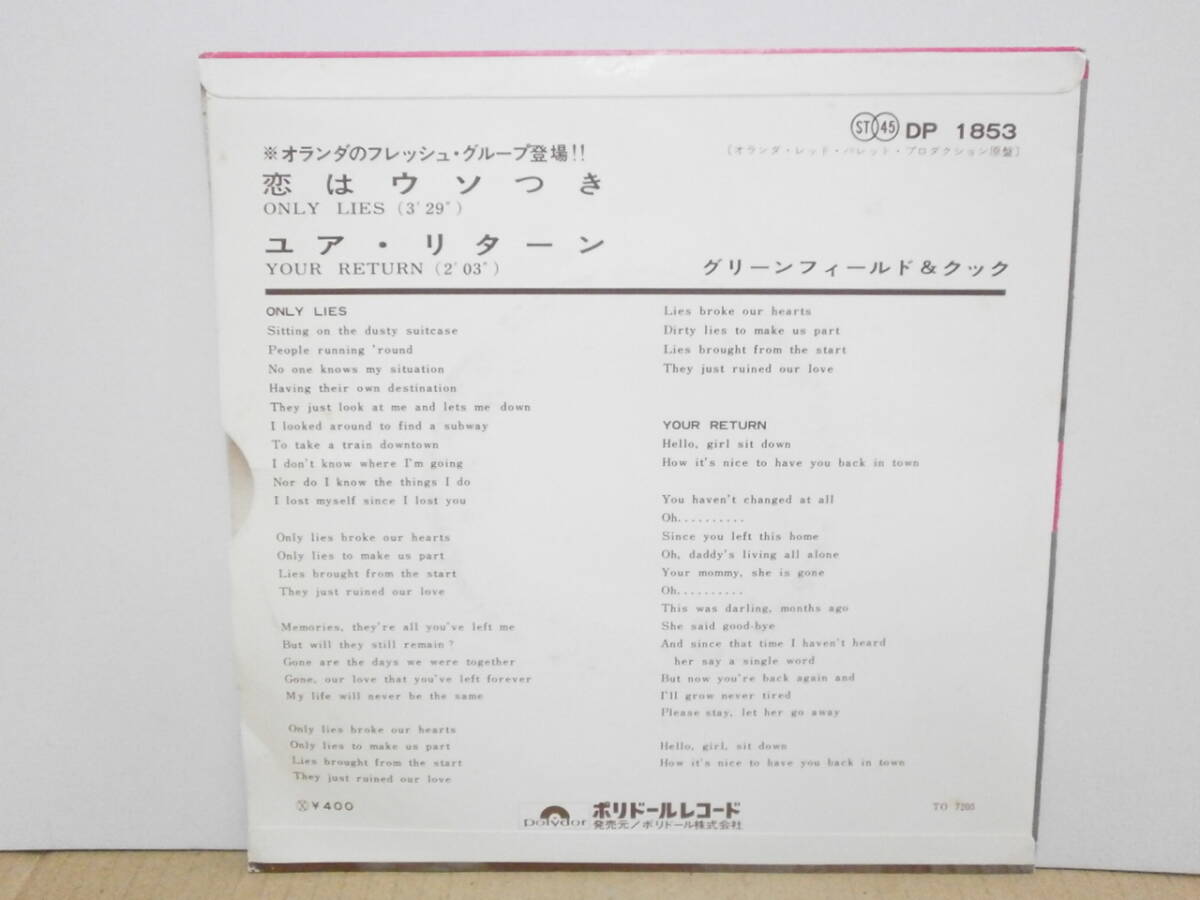 ST 45 DP 1853
〔オランダ・レッド・バレット・プロダクション原盤〕
※オランダのフレッシュ・グループ登場!!
恋はウソつき
ONLY LIES (3′29″)
ユア・リターン
YOUR RETURN (2′03″)
グリーンフィールド&クック
ONLY LIES
Sitting on the dusty suitcase
People running 'round
No one knows my situation
Having their own destination
They just look at me and lets me down
I looked around to find a subway
To take a train downtown
I don't know where I'm going
Nor do I know the things I do
I lost myself since I lost you
Only lies broke our hearts
Only lies to make us part
Lies brought from the start
They just ruined our love
Memories, they're all you've left me
But will they still remain?
Gone are the days we were together
Gone, our love that you've left forever
My life will never be the same
Only lies broke our hearts
Only lies to make us part
Lies brought from the start
They just ruined our love
Lies broke our hearts
Dirty lies to make us part
Lies brought from the start
They just ruined our love
YOUR RETURN
Hello, girl sit down
How it's nice to have you back in town
You haven't changed at all
Oh..........
Since you left this home
Oh, daddy's living all alone
Your mommy, she is gone
Oh..........
This was darling, months ago
She said good-bye
And since that time I haven't heard
her say a single word
But now you're back again and
I'll grow never tired
Please stay, let her go away
Hello, girl, sit down
How it's nice to have you back in town
Ⓧ¥400
polydor ポリドールレコード
発売元/ポリドール株式会社
TO 7205